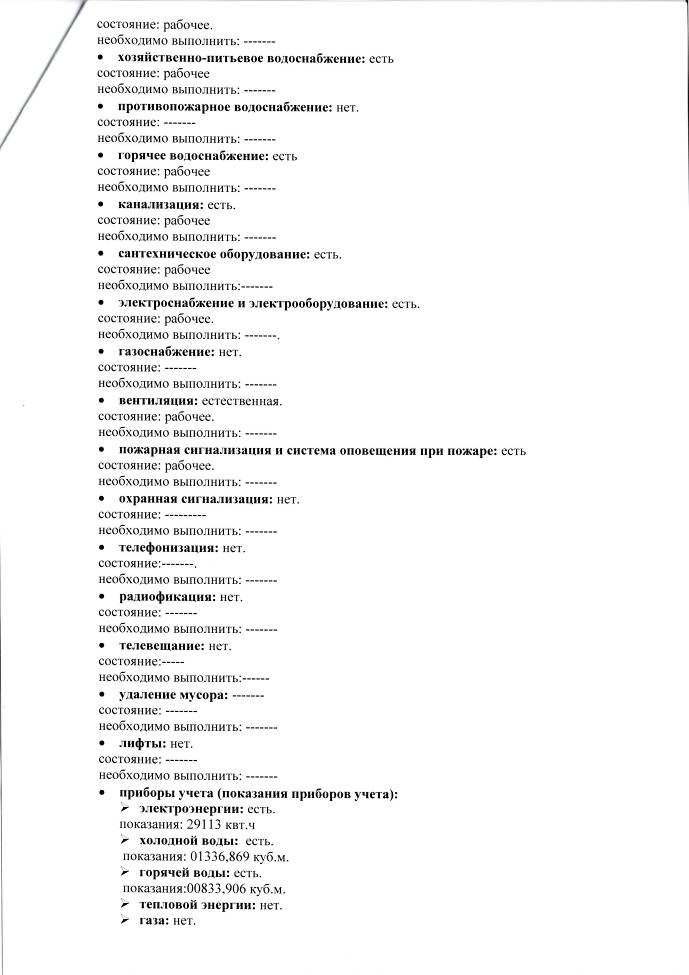 состояние: рабочее.
необходимо выполнить: -------
• хозяйственно-питьевое водоснабжение: есть
состояние: рабочее
необходимо выполнить: -------
• противопожарное водоснабжение: нет.
состояние: -------
необходимо выполнить: -------
• горячее водоснабжение: есть
состояние: рабочее
необходимо выполнить: -------
• канализация: есть.
состояние: рабочее
необходимо выполнить: -------
• сантехническое оборудование: есть.
состояние: рабочее
необходимо выполнить:-------
• электроснабжение и электрооборудование: есть.
состояние: рабочее.
необходимо выполнить: -------.
• газоснабжение: нет.
состояние: -------
необходимо выполнить: -------
• вентиляция: естественная.
состояние: рабочее.
необходимо выполнить: -------
• пожарная сигнализация и система оповещения при пожаре: есть
состояние: рабочее.
необходимо выполнить: -------
• охранная сигнализация: нет.
состояние: ---------
необходимо выполнить: -------
• телефонизация: нет.
состояние:-------.
необходимо выполнить: -------
• радиофикация: нет.
состояние: -------
необходимо выполнить: -------
• телевещание: нет.
состояние:-----
необходимо выполнить:------
• удаление мусора: -------
состояние: -------
необходимо выполнить: -------
• лифты: нет.
состояние: -------
необходимо выполнить: -------
• приборы учета (показания приборов учета):
➢ электроэнергии: есть.
показания: 29113 квт.ч
➢ холодной воды: есть.
показания: 01336,869 куб.м.
➢ горячей воды: есть.
показания:00833,906 куб.м.
➢ тепловой энергии: нет.
➢ газа: нет.